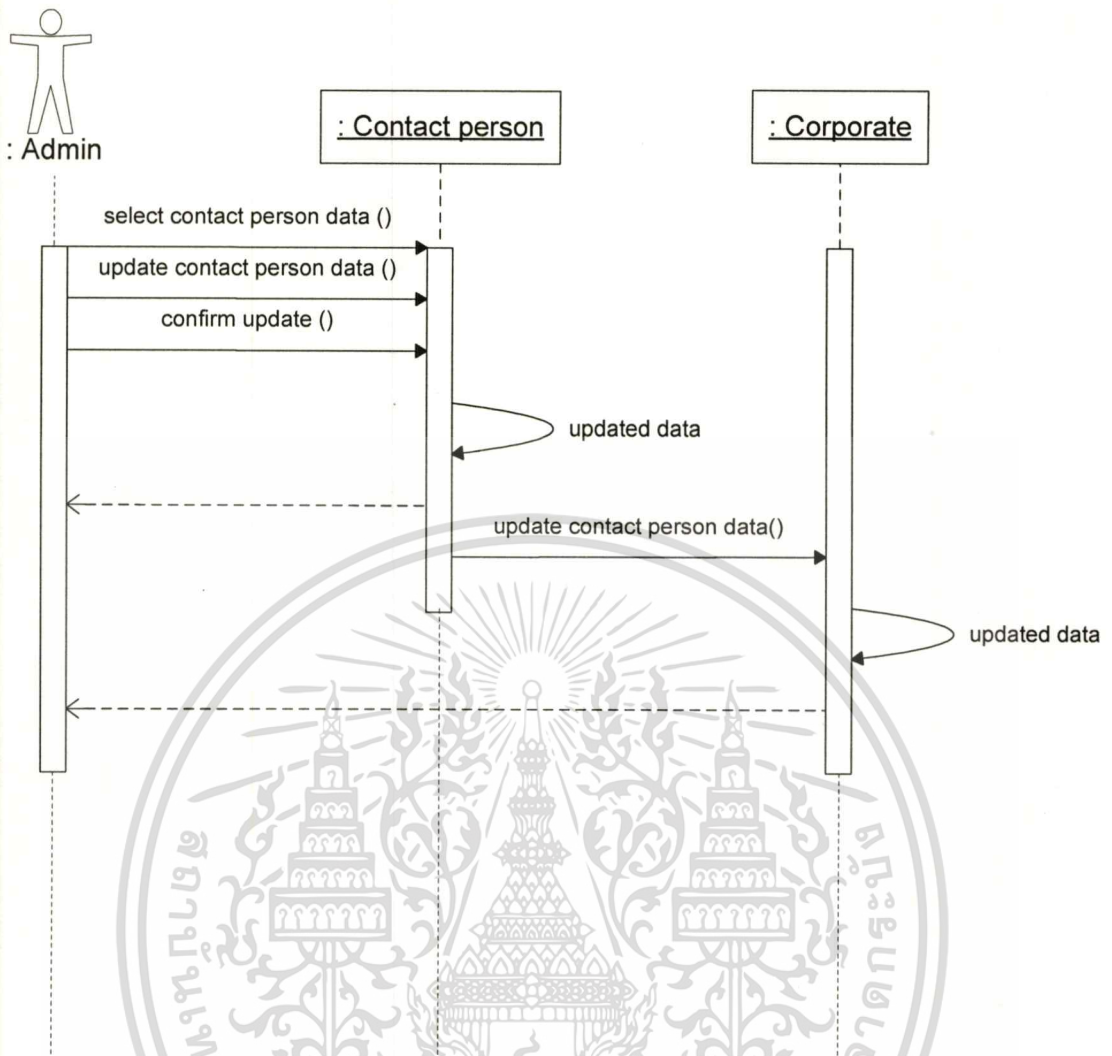 : Admin
: Contact person
: Corporate
select contact person data ()
update contact person data ()
confirm update ()
updated data
update contact person data()
updated data